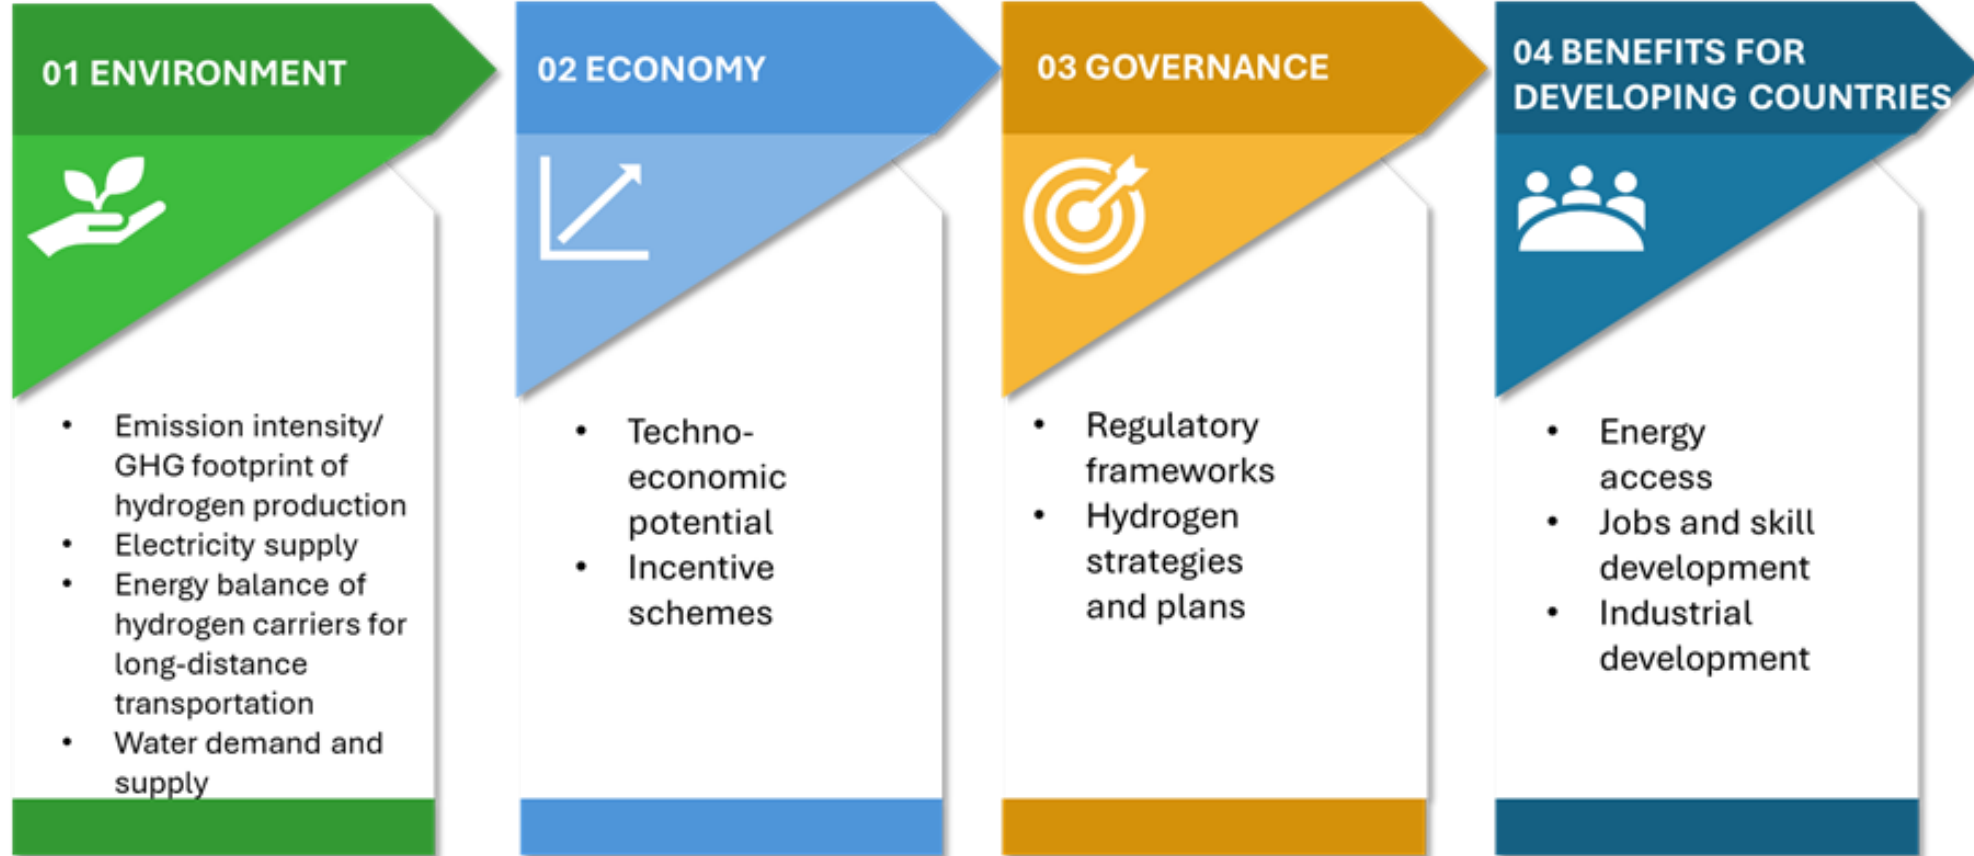 01 ENVIRONMENT
• Emission intensity/
GHG footprint of
hydrogen production
• Electricity supply
• Energy balance of
hydrogen carriers for
long-distance
transportation
• Water demand and
supply
02 ECONOMY
• Techno-
economic
potential
• Incentive
schemes
03 GOVERNANCE
• Regulatory
frameworks
• Hydrogen
strategies
and plans
04 BENEFITS FOR
DEVELOPING COUNTRIES
• Energy
access
• Jobs and skill
development
• Industrial
development